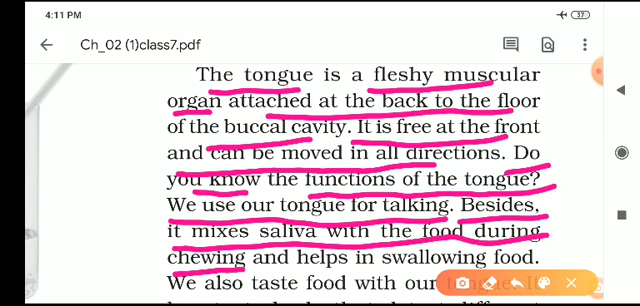 4:11 PM
37
Ch_02 (1)class7.pdf
The tongue is a fleshy muscular
organ attached at the back to the floor
of the buccal cavity. It is free at the front
and can be moved in all directions. Do
you know the functions of the tongue?
We use our tongue for talking. Besides,
it mixes saliva with the food during
chewing and helps in swallowing food.
We also taste food with our tongue. It